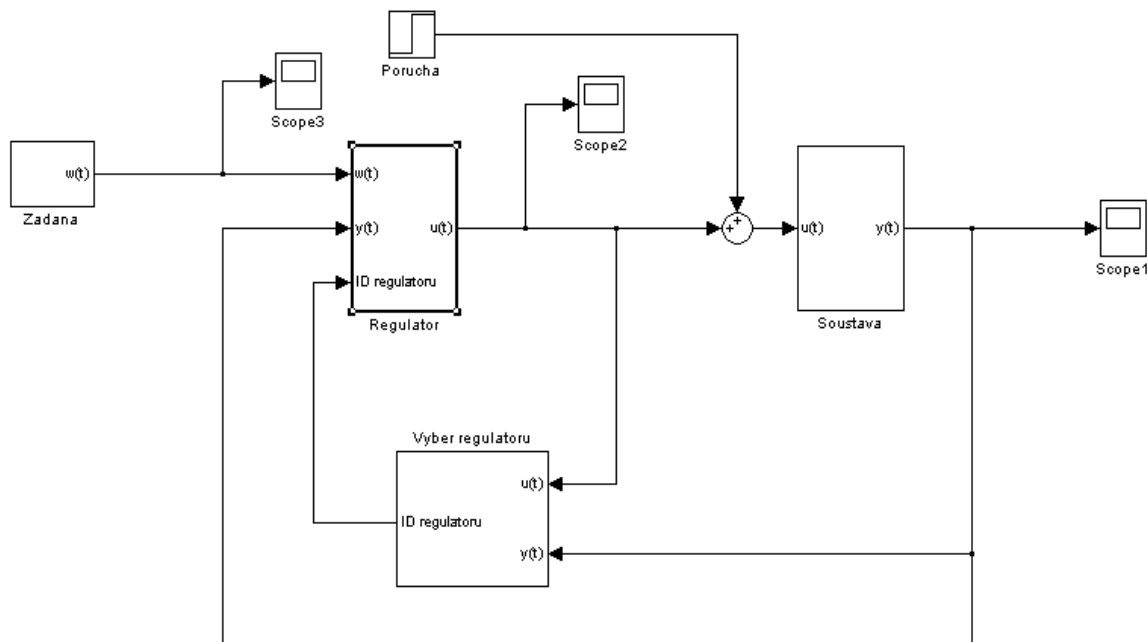 Porucha
Scope3
Scope2
w(t)
Zadana
w(t)
y(t)
u(t)
ID regulatoru
Regulator
+
+
u(t)
y(t)
Soustava
Scope1
Vyber regulatoru
u(t)
ID regulatoru
y(t)